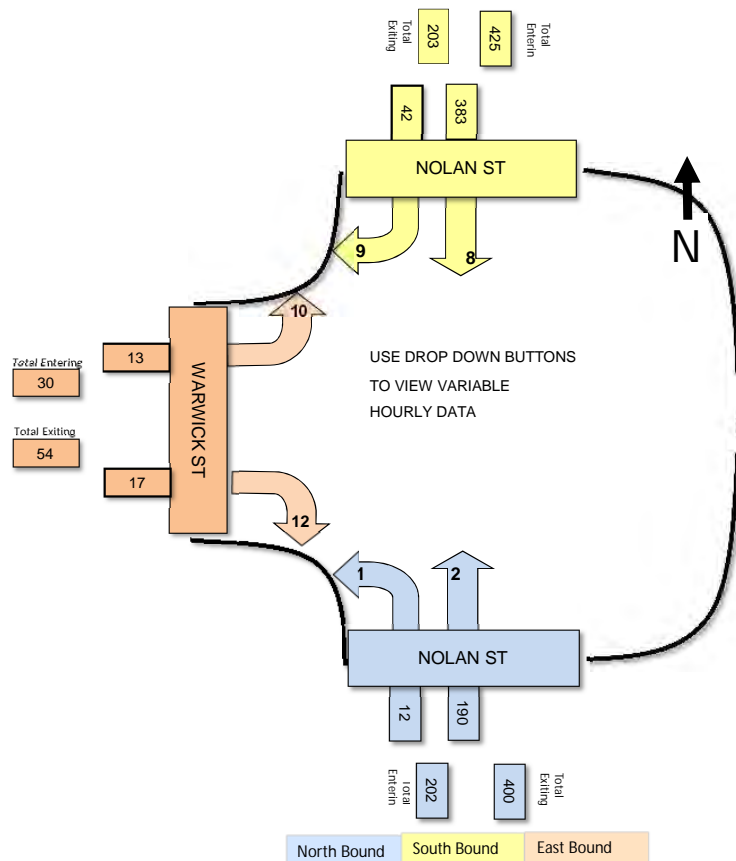 Total
Exiting
203
425
Total
Enterin
42
383
NOLAN ST
N
9
8
10
13
Total Entering
30
WARWICK ST
USE DROP DOWN BUTTONS
TO VIEW VARIABLE
HOURLY DATA
Total Exiting
54
17
12
1
2
NOLAN ST
12
190
Total
Enterin
202
400
Total
Exiting
North Bound
South Bound
East Bound